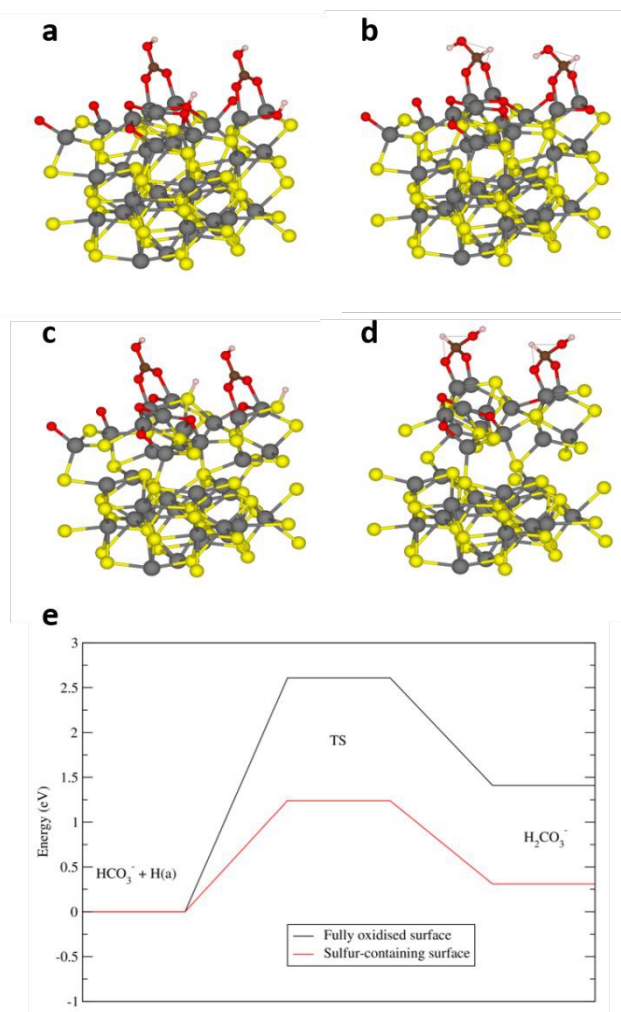 a
b
c
d
e
3
2.5
2
1.5
1
0.5
0
-0.5
-1
Energy (eV)
HCO₃⁻ + H(a)
TS
H₂CO₃⁻
Fully oxidised surface
Sulfur-containing surface